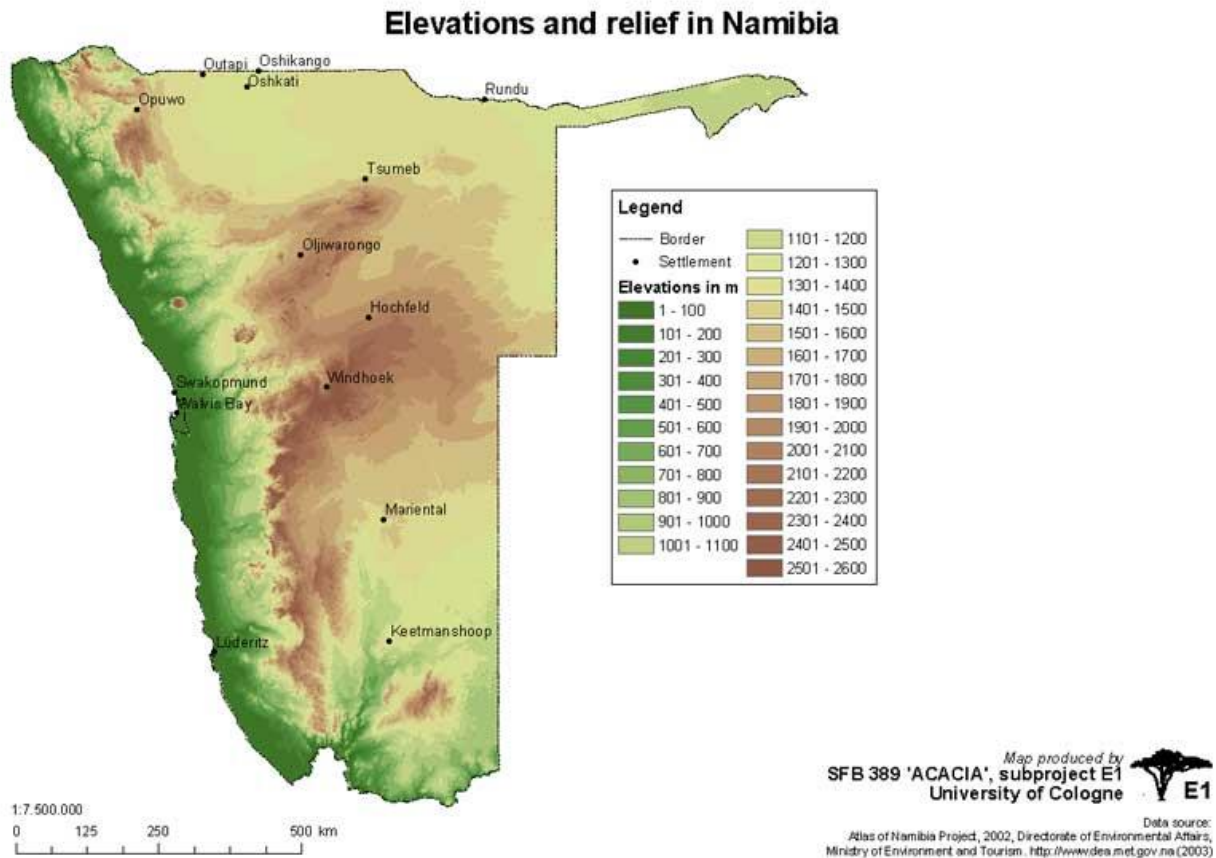 Elevations and relief in Namibia
Outapi
Oshikango
Oshkati
Opuwo
Rundu
Tsumeb
Oljiwarongo
Hochfeld
Swakopmund
Walvis Bay
Windhoek
Mariental
Lüderitz
Keetmanshoop
Legend
Border
Settlement
Elevations in m
1 - 100
101 - 200
201 - 300
301 - 400
401 - 500
501 - 600
601 - 700
701 - 800
801 - 900
901 - 1000
1001 - 1100
1101 - 1200
1201 - 1300
1301 - 1400
1401 - 1500
1501 - 1600
1601 - 1700
1701 - 1800
1801 - 1900
1901 - 2000
2001 - 2100
2101 - 2200
2201 - 2300
2301 - 2400
2401 - 2500
2501 - 2600
1:7.500.000
0 125 250 500 km
Map produced by
SFB 389 'ACACIA', subproject E1
University of Cologne
E1
Data source:
Atlas of Namibia Project, 2002, Directorate of Environmental Affairs,
Ministry of Environment and Tourism. http://www.dea.met.gov.na (2003)